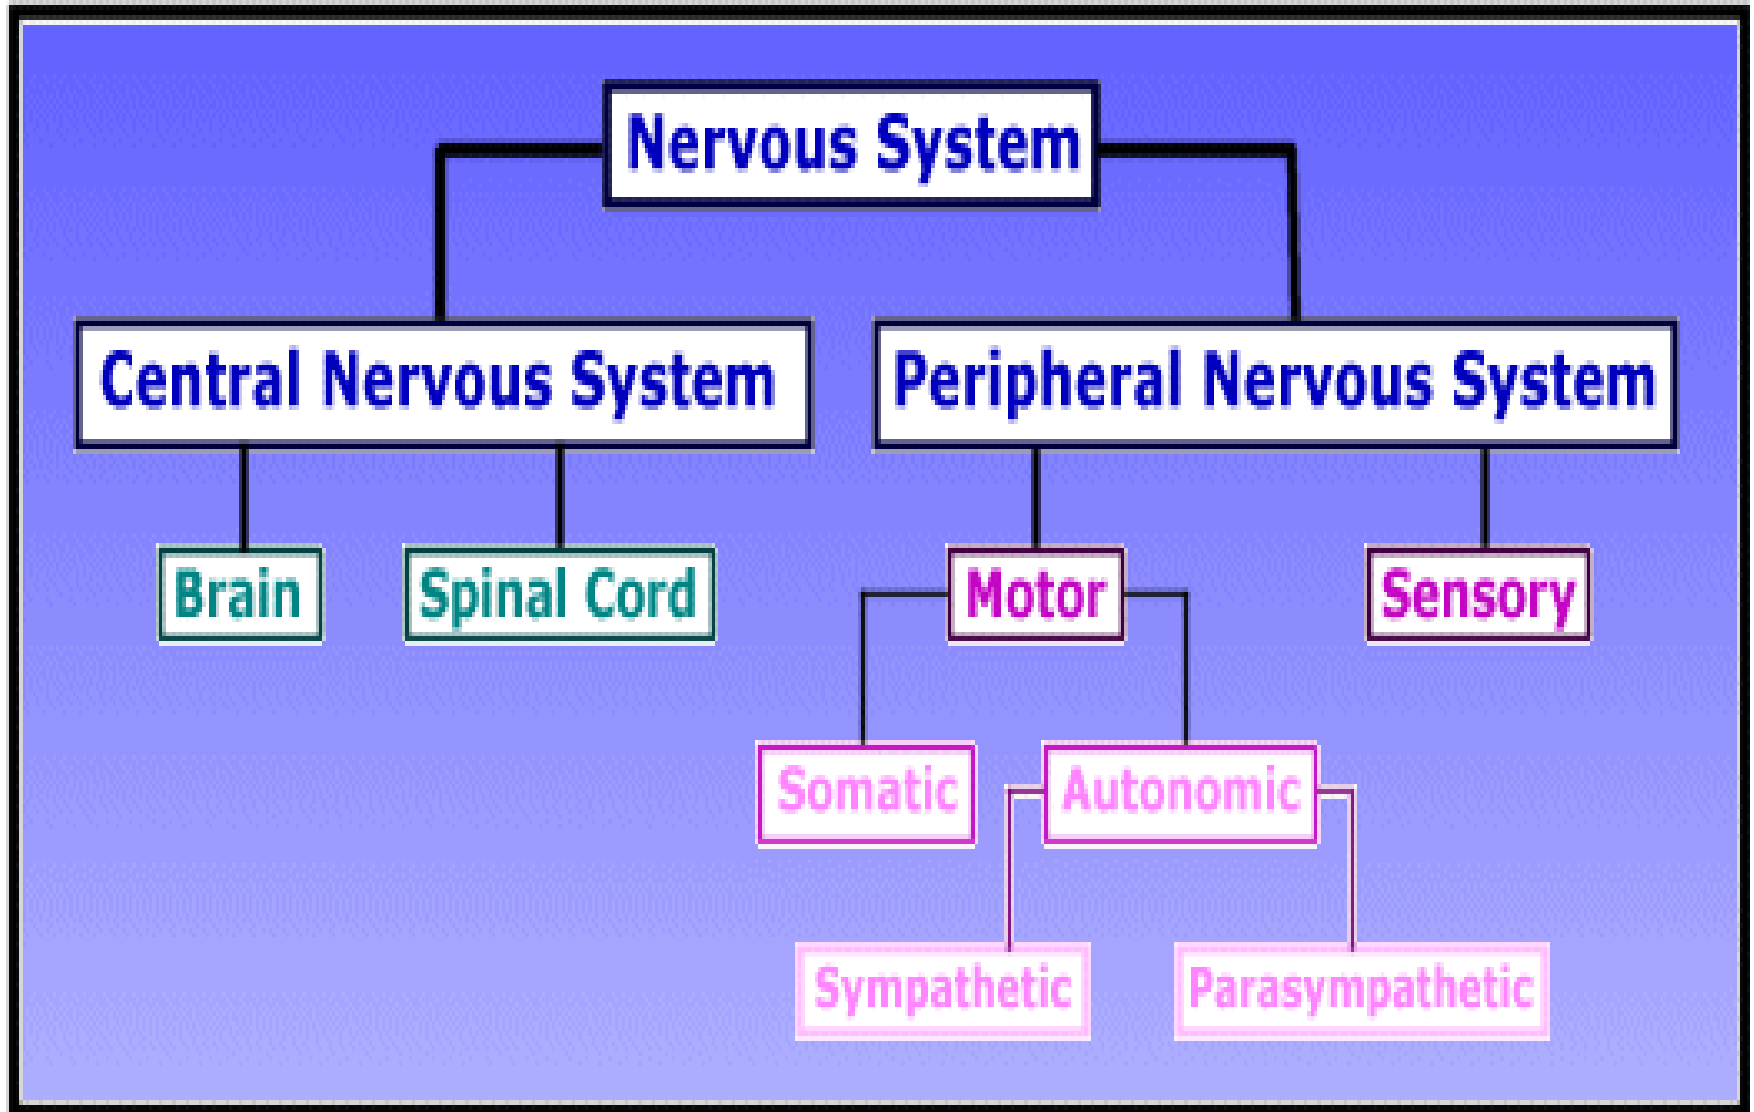 Nervous System
Central Nervous System
Peripheral Nervous System
Brain
Spinal Cord
Motor
Sensory
Somatic
Autonomic
Sympathetic
Parasympathetic